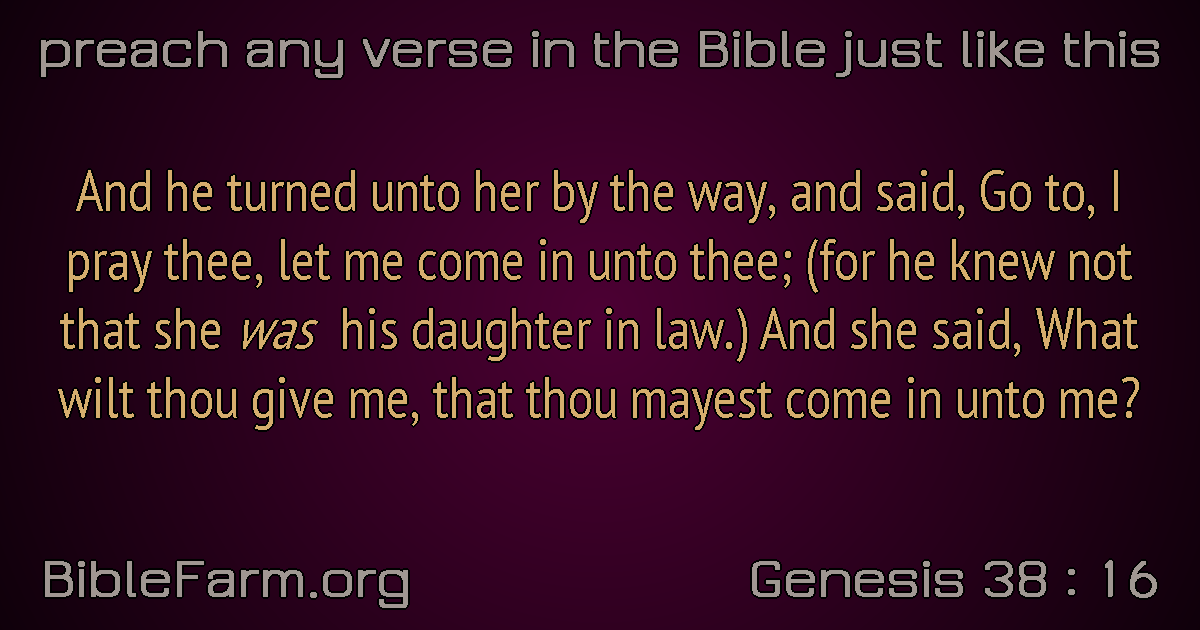 preach any verse in the Bible just like this
And he turned unto her by the way, and said, Go to, I
pray thee, let me come in unto thee; (for he knew not
that she was his daughter in law.) And she said, What
wilt thou give me, that thou mayest come in unto me?
BibleFarm.org
Genesis 38 : 16